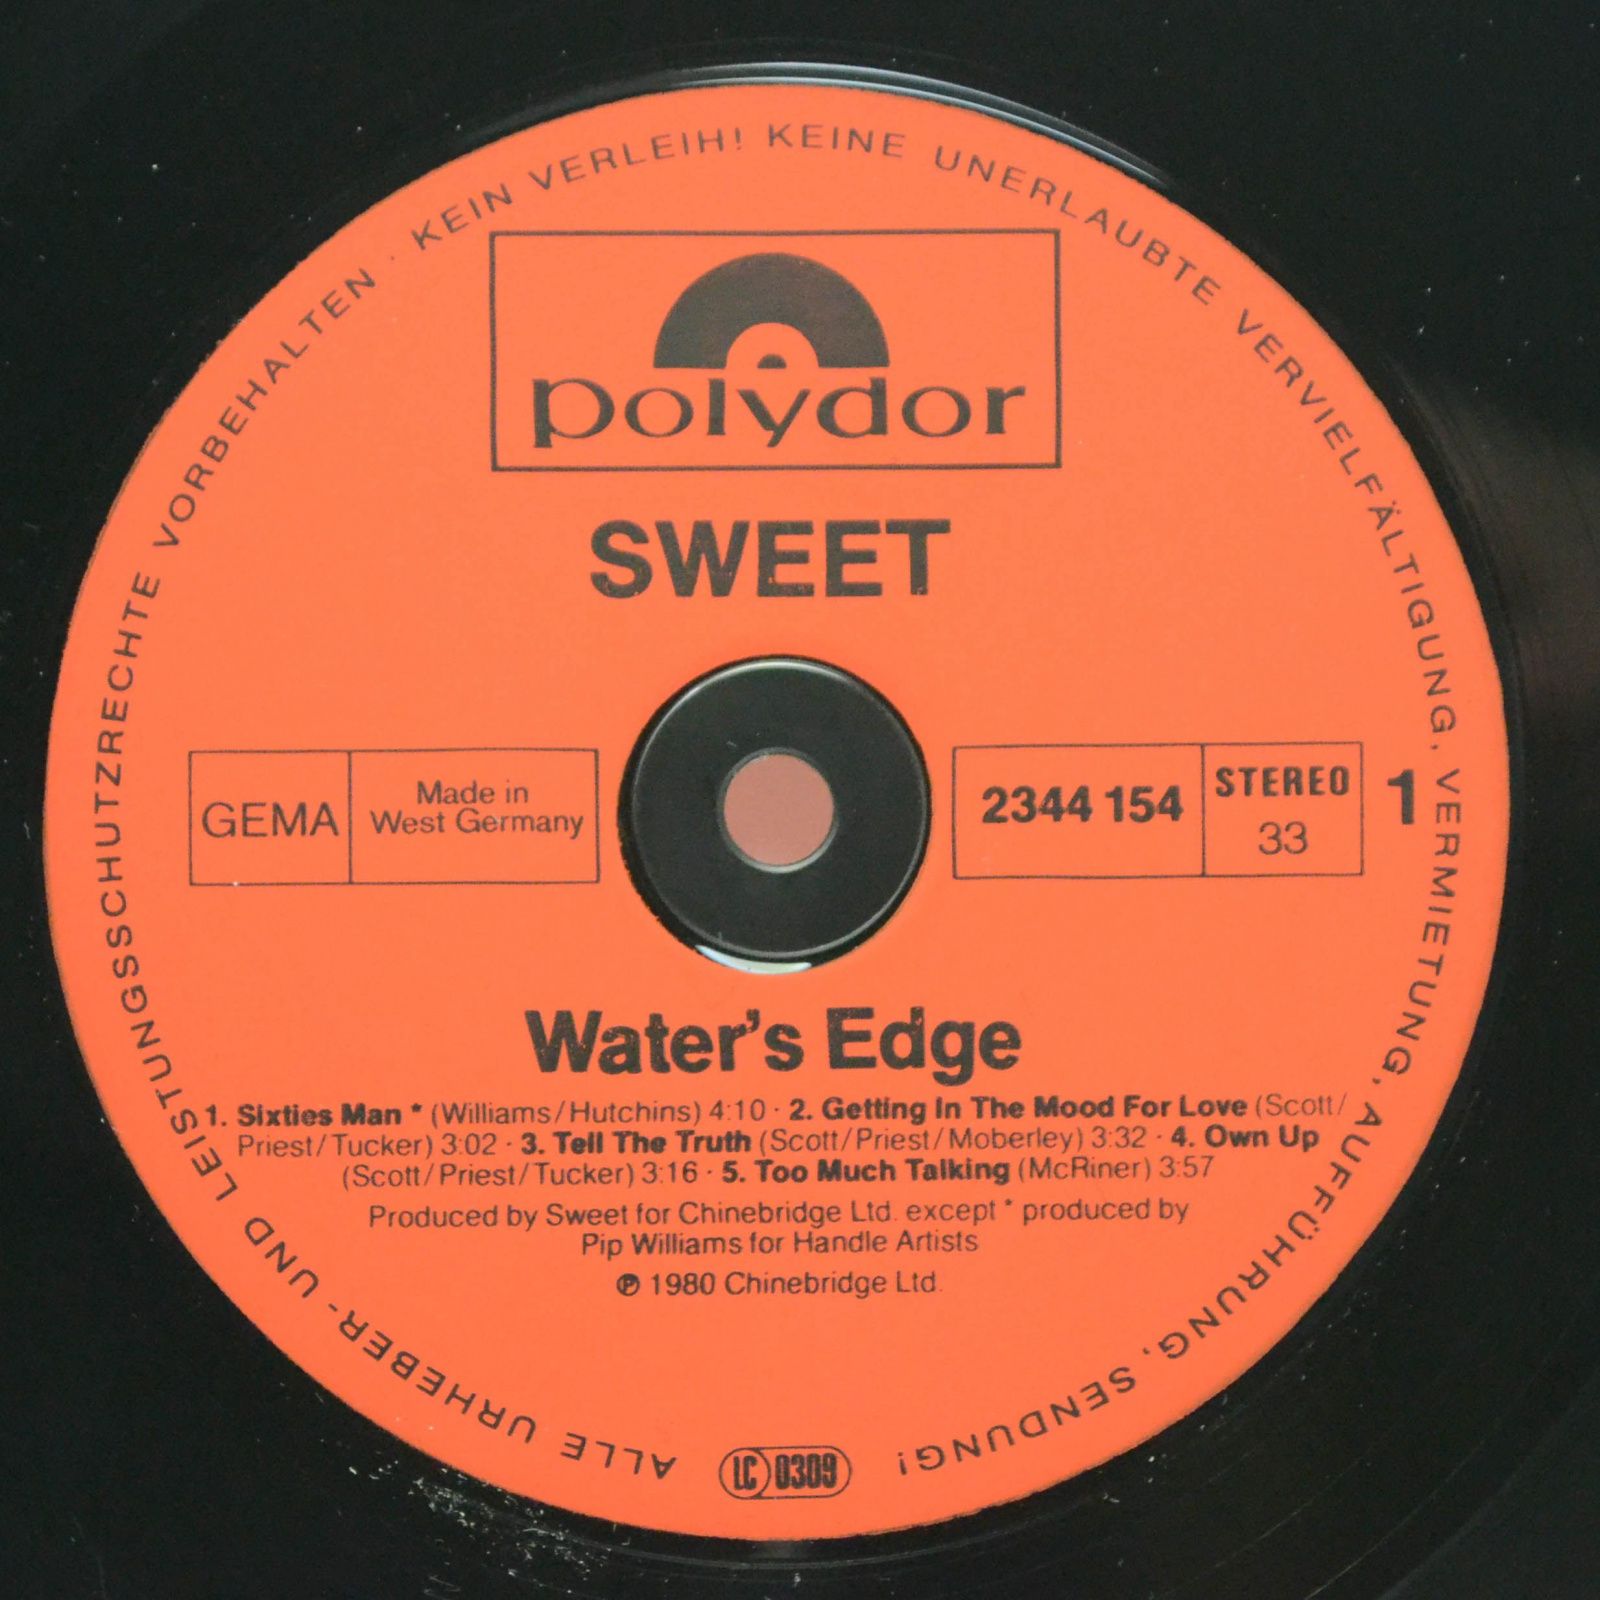 ALLE URHEBER- UND LEISTUNGSSCHUTZRECHTE VORBEHALTEN · KEIN VERLEIH! KEINE UNERLAUBTE VERVIELFÄLTIGUNG, VERMIETUNG, AUFFÜHRUNG, SENDUNG!
polydor
SWEET
GEMA
Made in
West Germany
2344 154
STEREO
33
1
Water's Edge
1. Sixties Man * (Williams/Hutchins) 4:10 · 2. Getting In The Mood For Love (Scott/
Priest/Tucker) 3:02 · 3. Tell The Truth (Scott/Priest/Moberley) 3:32 · 4. Own Up
(Scott/Priest/Tucker) 3:16 · 5. Too Much Talking (McRiner) 3:57
Produced by Sweet for Chinebridge Ltd. except * produced by
Pip Williams for Handle Artists
℗ 1980 Chinebridge Ltd.
LC 0309